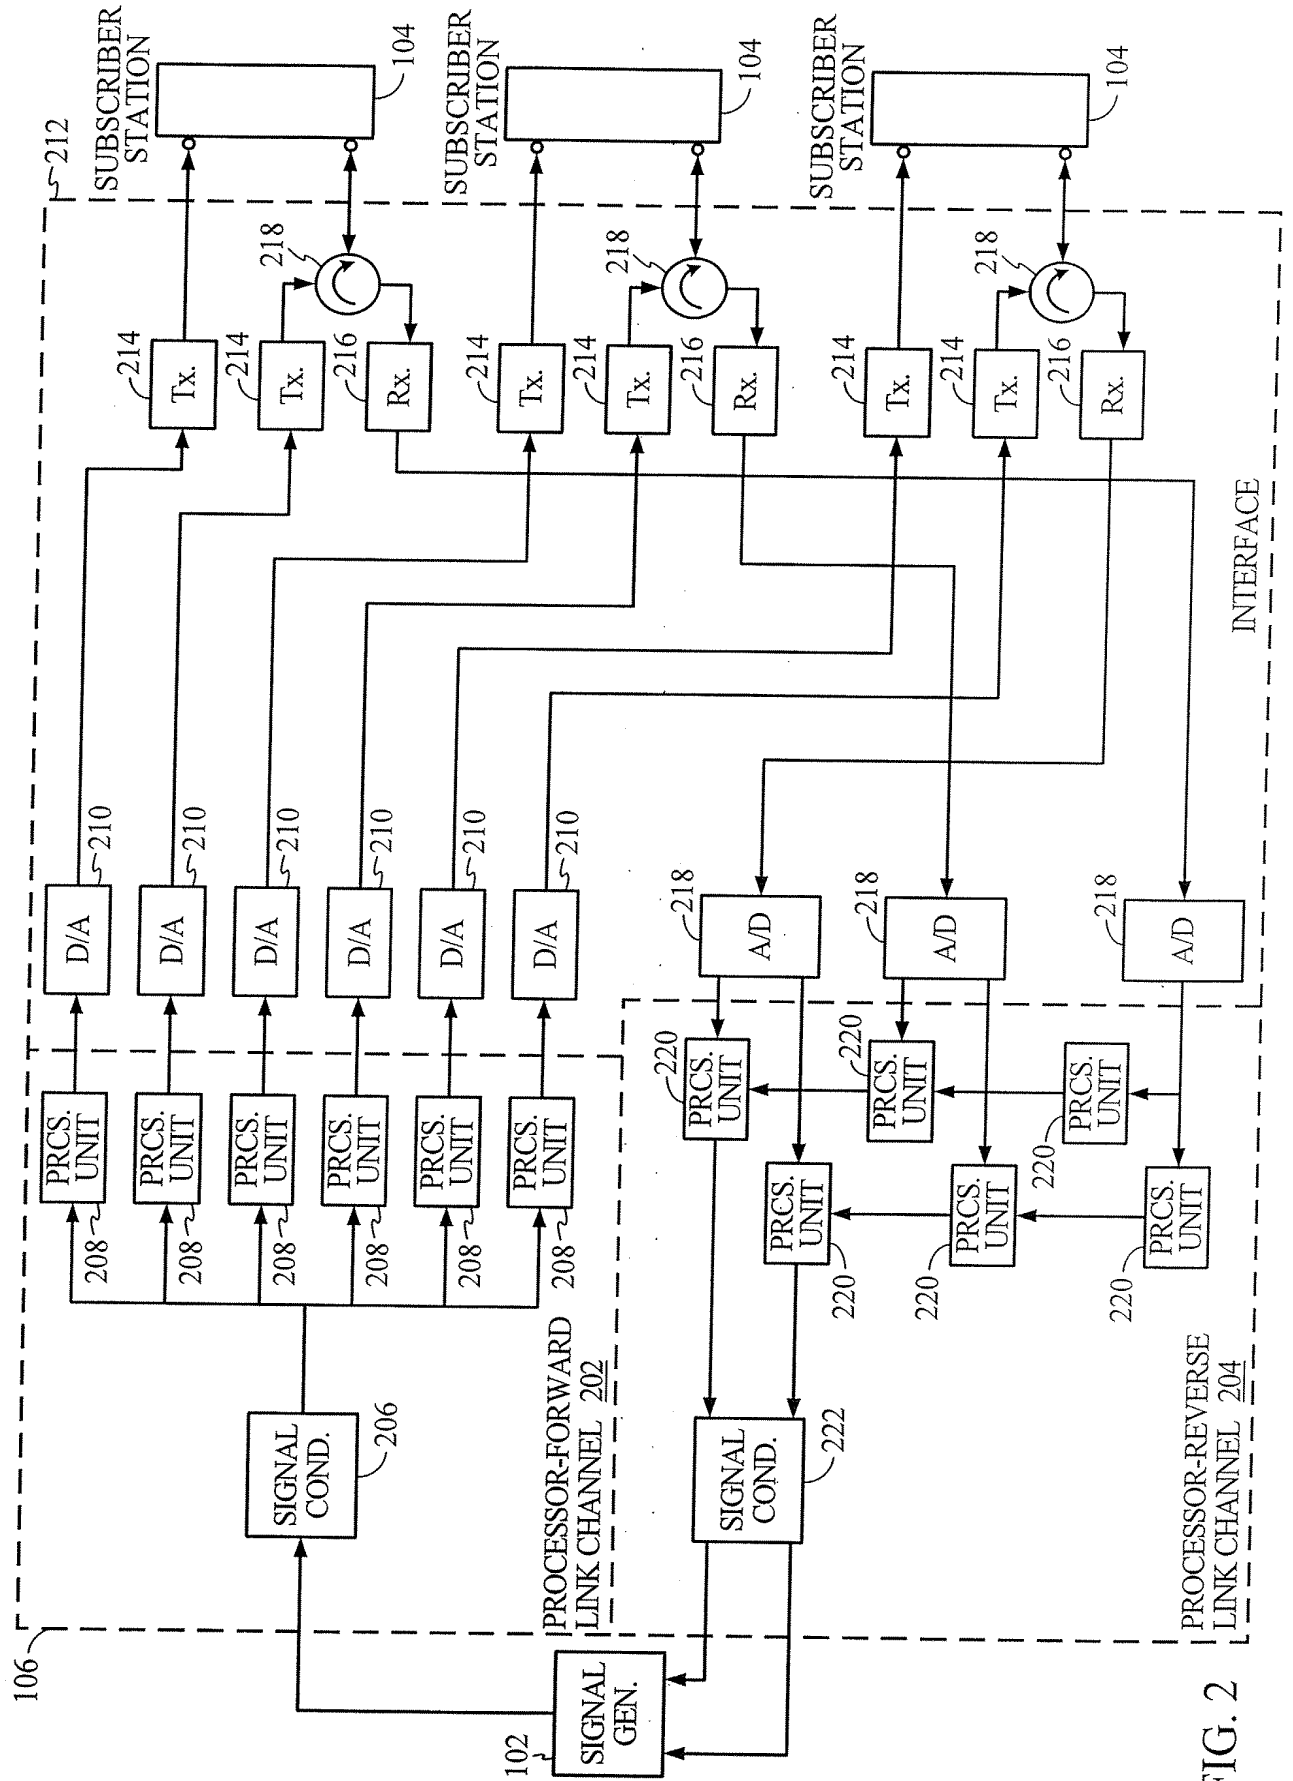 106
212
SUBSCRIBER
STATION
104
SUBSCRIBER
STATION
104
SUBSCRIBER
STATION
104
218
218
218
214
Tx.
214
Tx.
216
Rx.
214
Tx.
214
Tx.
216
Rx.
214
Tx.
214
Tx.
216
Rx.
INTERFACE
D/A
210
D/A
210
D/A
210
D/A
210
D/A
210
D/A
210
218
A/D
218
A/D
218
A/D
PRCS.
UNIT
208
PRCS.
UNIT
208
PRCS.
UNIT
208
PRCS.
UNIT
208
PRCS.
UNIT
208
PRCS.
UNIT
208
220
PRCS.
UNIT
220
PRCS.
UNIT
220
PRCS.
UNIT
PRCS.
UNIT
220
PRCS.
UNIT
220
PRCS.
UNIT
220
SIGNAL
COND.
206
PROCESSOR-FORWARD
LINK CHANNEL 202
SIGNAL
COND.
222
PROCESSOR-REVERSE
LINK CHANNEL 204
102
SIGNAL
GEN.
FIG. 2